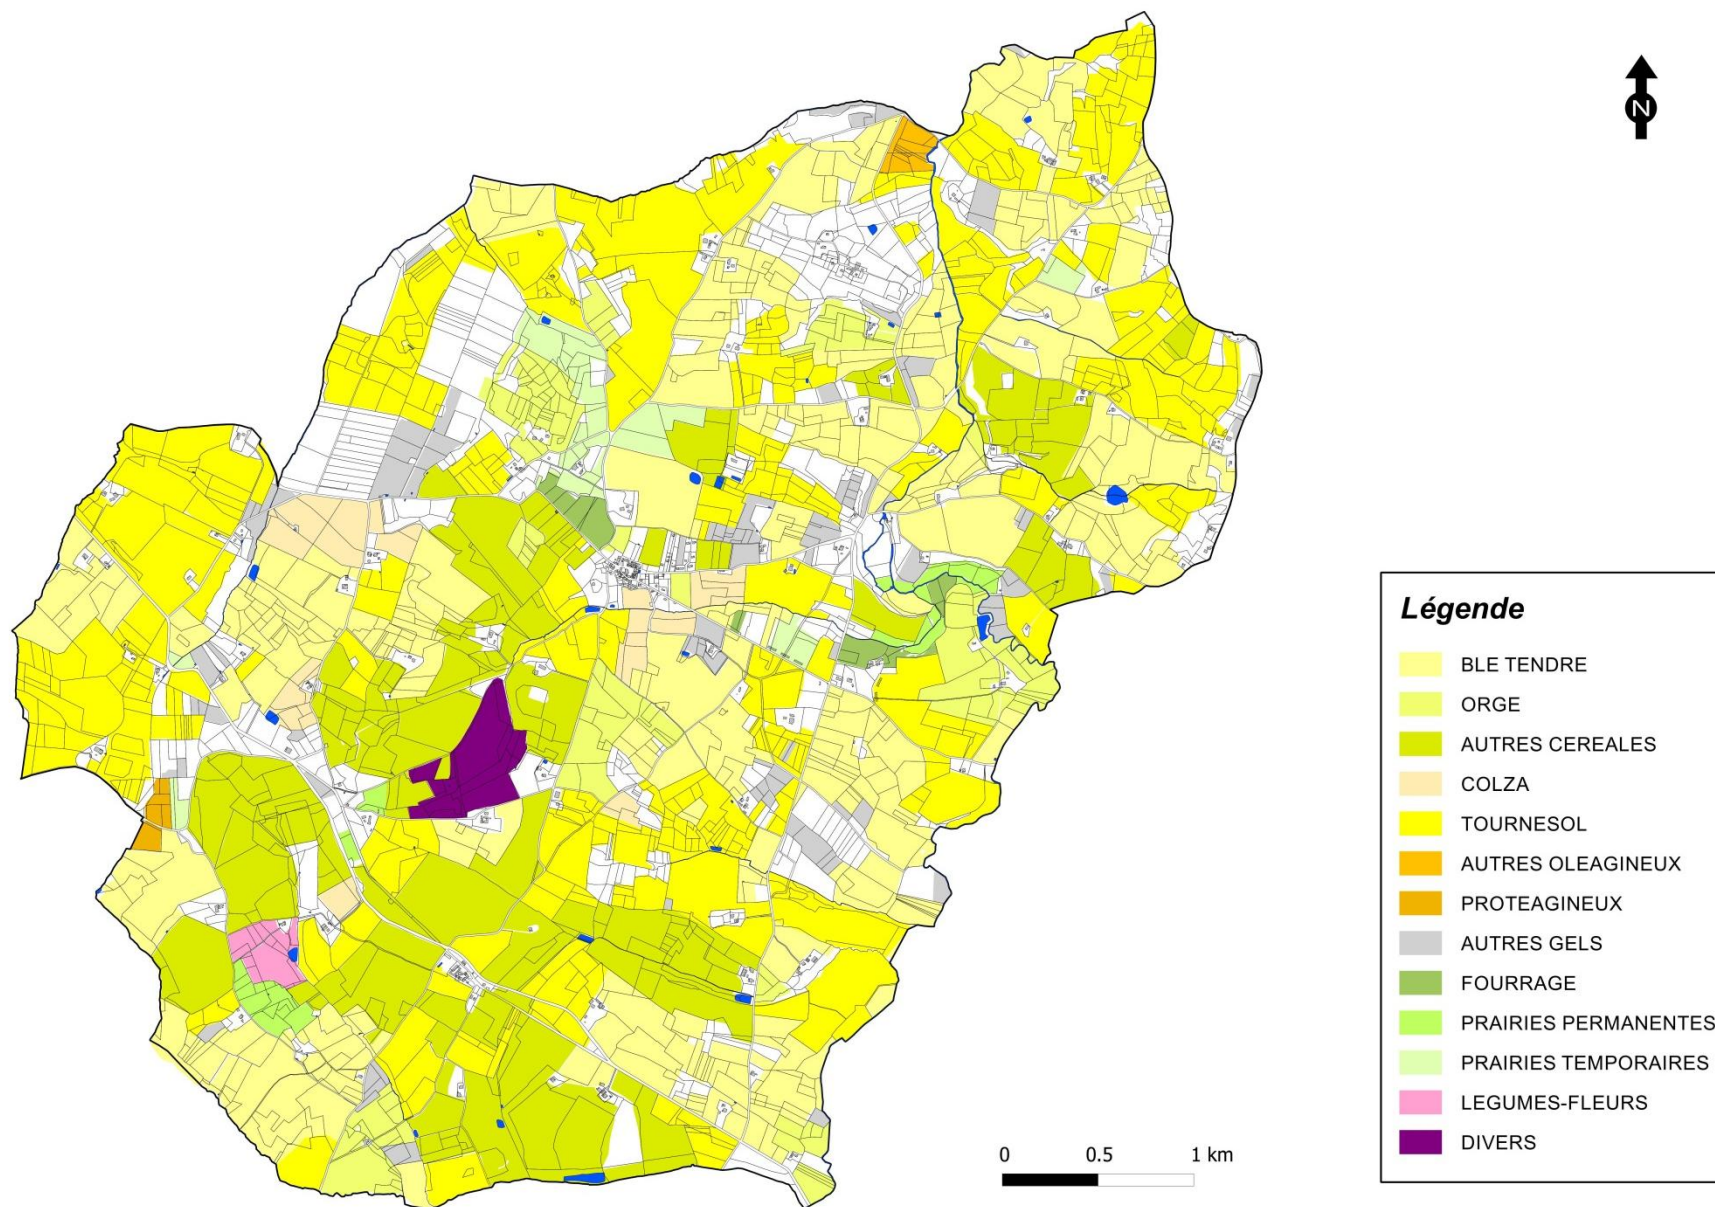 N
Légende
BLE TENDRE
ORGE
AUTRES CEREALES
COLZA
TOURNESOL
AUTRES OLEAGINEUX
PROTEAGINEUX
AUTRES GELS
FOURRAGE
PRAIRIES PERMANENTES
PRAIRIES TEMPORAIRES
LEGUMES-FLEURS
DIVERS
0 0.5 1 km